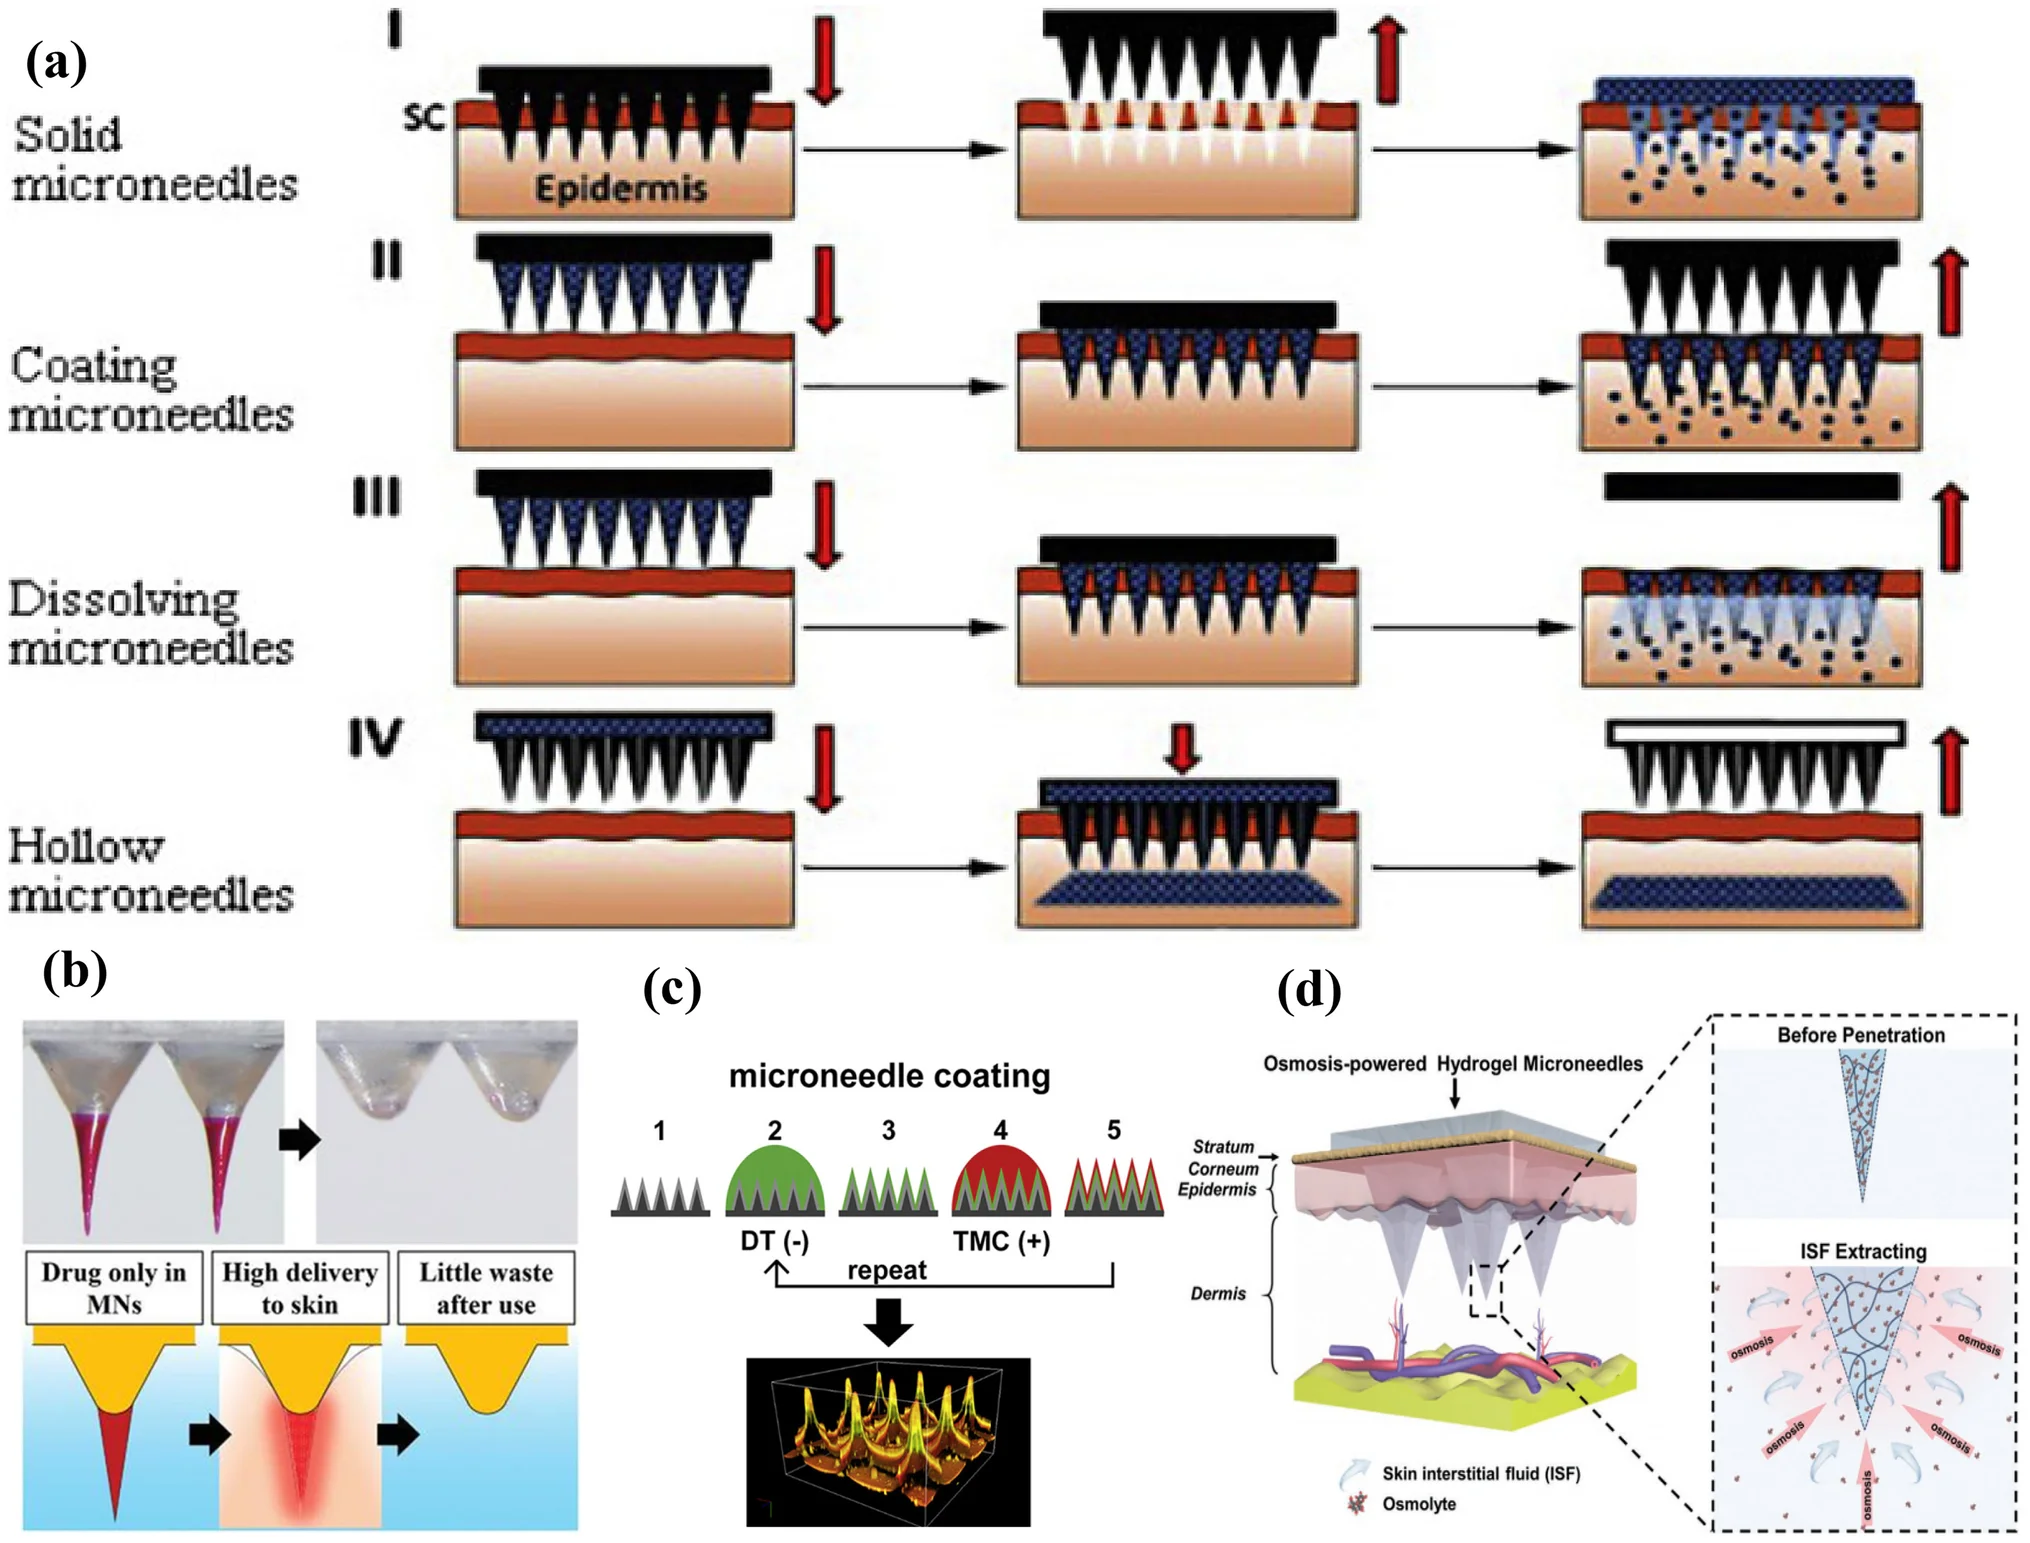 (a)
I
Solid
microneedles
SC
Epidermis
II
Coating
microneedles
III
Dissolving
microneedles
IV
Hollow
microneedles
(b)
Drug only in
MNs
High delivery
to skin
Little waste
after use
(c)
microneedle coating
1 2 3 4 5
DT (-)
TMC (+)
repeat
(d)
Osmosis-powered Hydrogel Microneedles
Stratum
Corneum
Epidermis
Dermis
Skin interstitial fluid (ISF)
Osmolyte
Before Penetration
ISF Extracting
osmosis
osmosis
osmosis
osmosis
osmosis